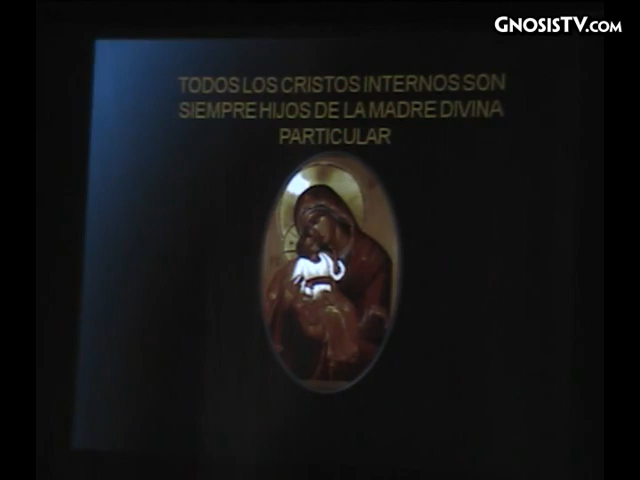 GNOSISTV.COM
TODOS LOS CRISTOS INTERNOS SON
SIEMPRE HIJOS DE LA MADRE DIVINA
PARTICULAR